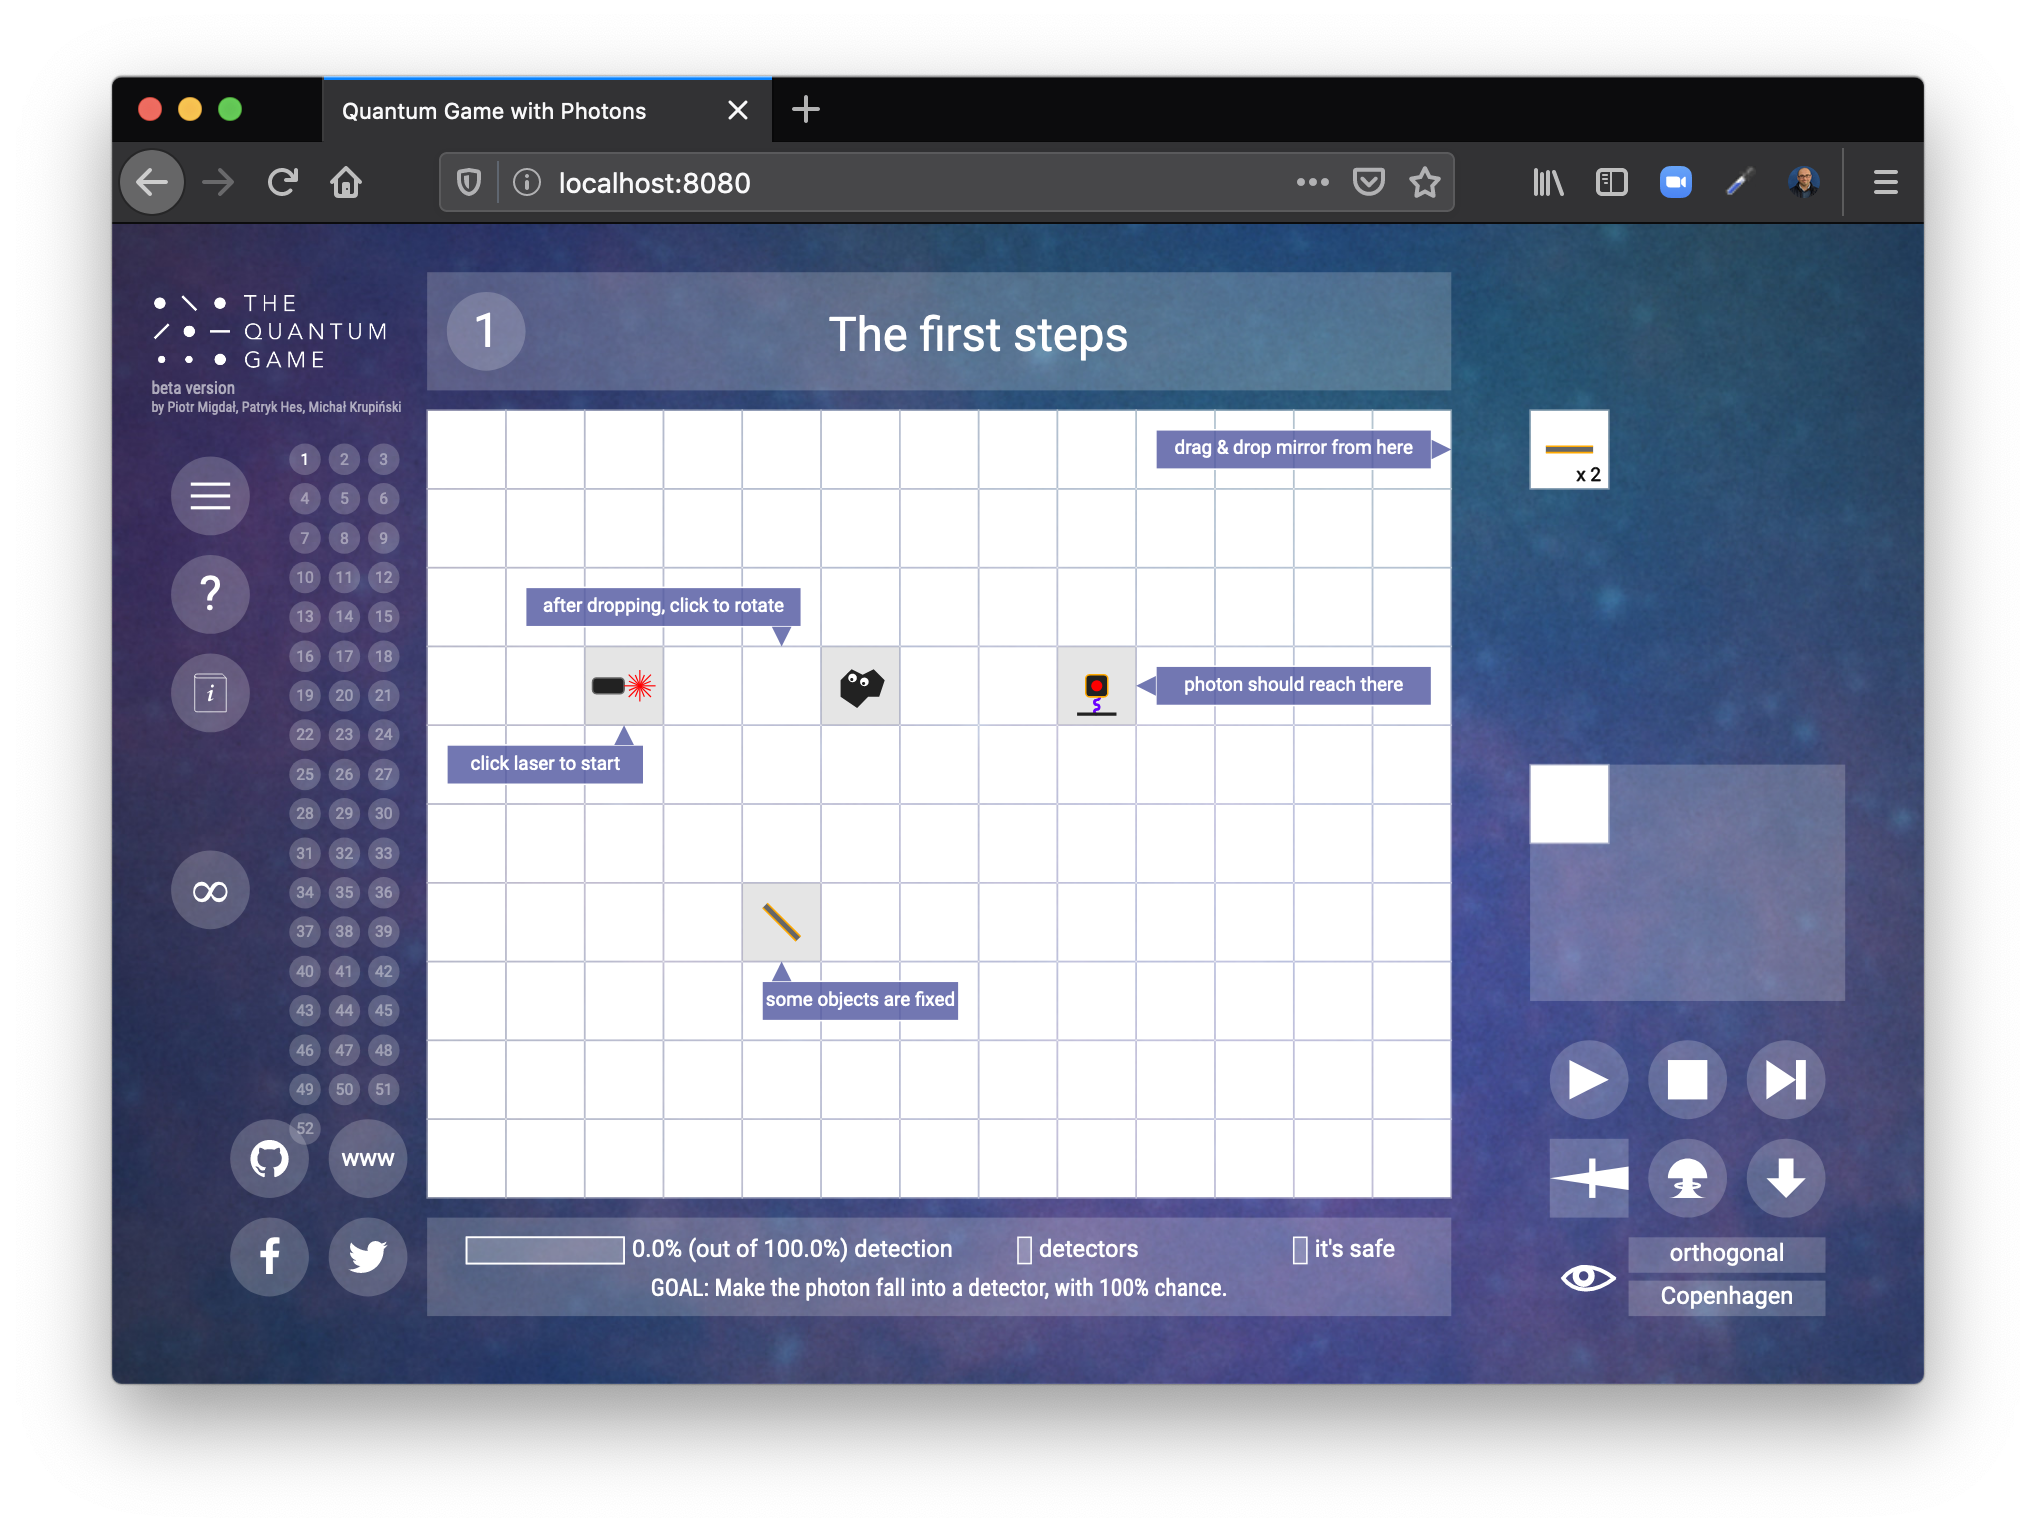 Quantum Game with Photons
localhost:8080
THE
QUANTUM
GAME
beta version
by Piotr Migdał, Patryk Hes, Michał Krupiński
1
The first steps
1 2 3
4 5 6
7 8 9
10 11 12
13 14 15
16 17 18
19 20 21
22 23 24
25 26 27
28 29 30
31 32 33
34 35 36
37 38 39
40 41 42
43 44 45
46 47 48
49 50 51
52
?
i
∞
www
drag & drop mirror from here
x 2
after dropping, click to rotate
photon should reach there
click laser to start
some objects are fixed
0.0% (out of 100.0%) detection
detectors
it's safe
GOAL: Make the photon fall into a detector, with 100% chance.
orthogonal
Copenhagen